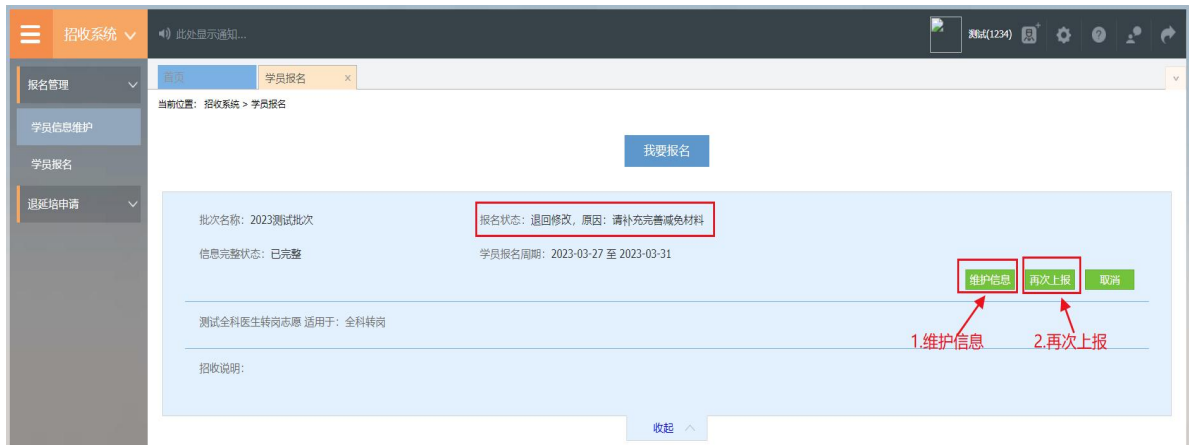 招收系统
此处显示通知...
测试(1234)
报名管理
学员信息维护
学员报名
退延培申请
首页
学员报名 ×
当前位置： 招收系统 > 学员报名
我要报名
批次名称：2023测试批次
报名状态：退回修改，原因：请补充完善减免材料
信息完整状态：已完整
学员报名周期：2023-03-27 至 2023-03-31
维护信息 再次上报 取消
1.维护信息 2.再次上报
测试全科医生转岗志愿 适用于：全科转岗
招收说明：
收起